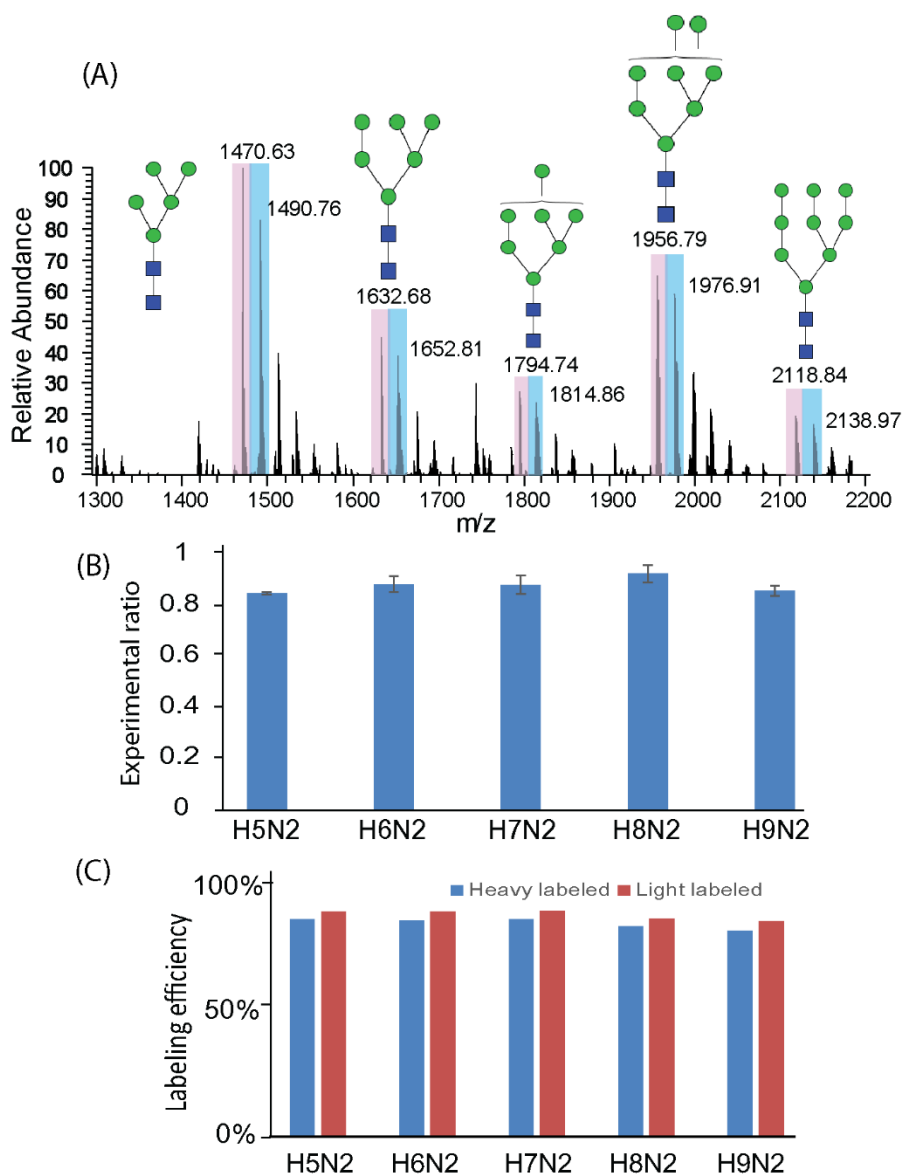 (A)
1470.63
1490.76
1632.68
1652.81
1794.74
1814.86
1956.79
1976.91
2118.84
2138.97
Relative Abundance
100
90
80
70
60
50
40
30
20
10
0
1300 1400 1500 1600 1700 1800 1900 2000 2100 2200
m/z
(B)
Experimental ratio
1
0.8
0.6
0.4
0.2
0
H5N2 H6N2 H7N2 H8N2 H9N2
(C)
Heavy labeled Light labeled
Labeling efficiency
100%
50%
0%
H5N2 H6N2 H7N2 H8N2 H9N2